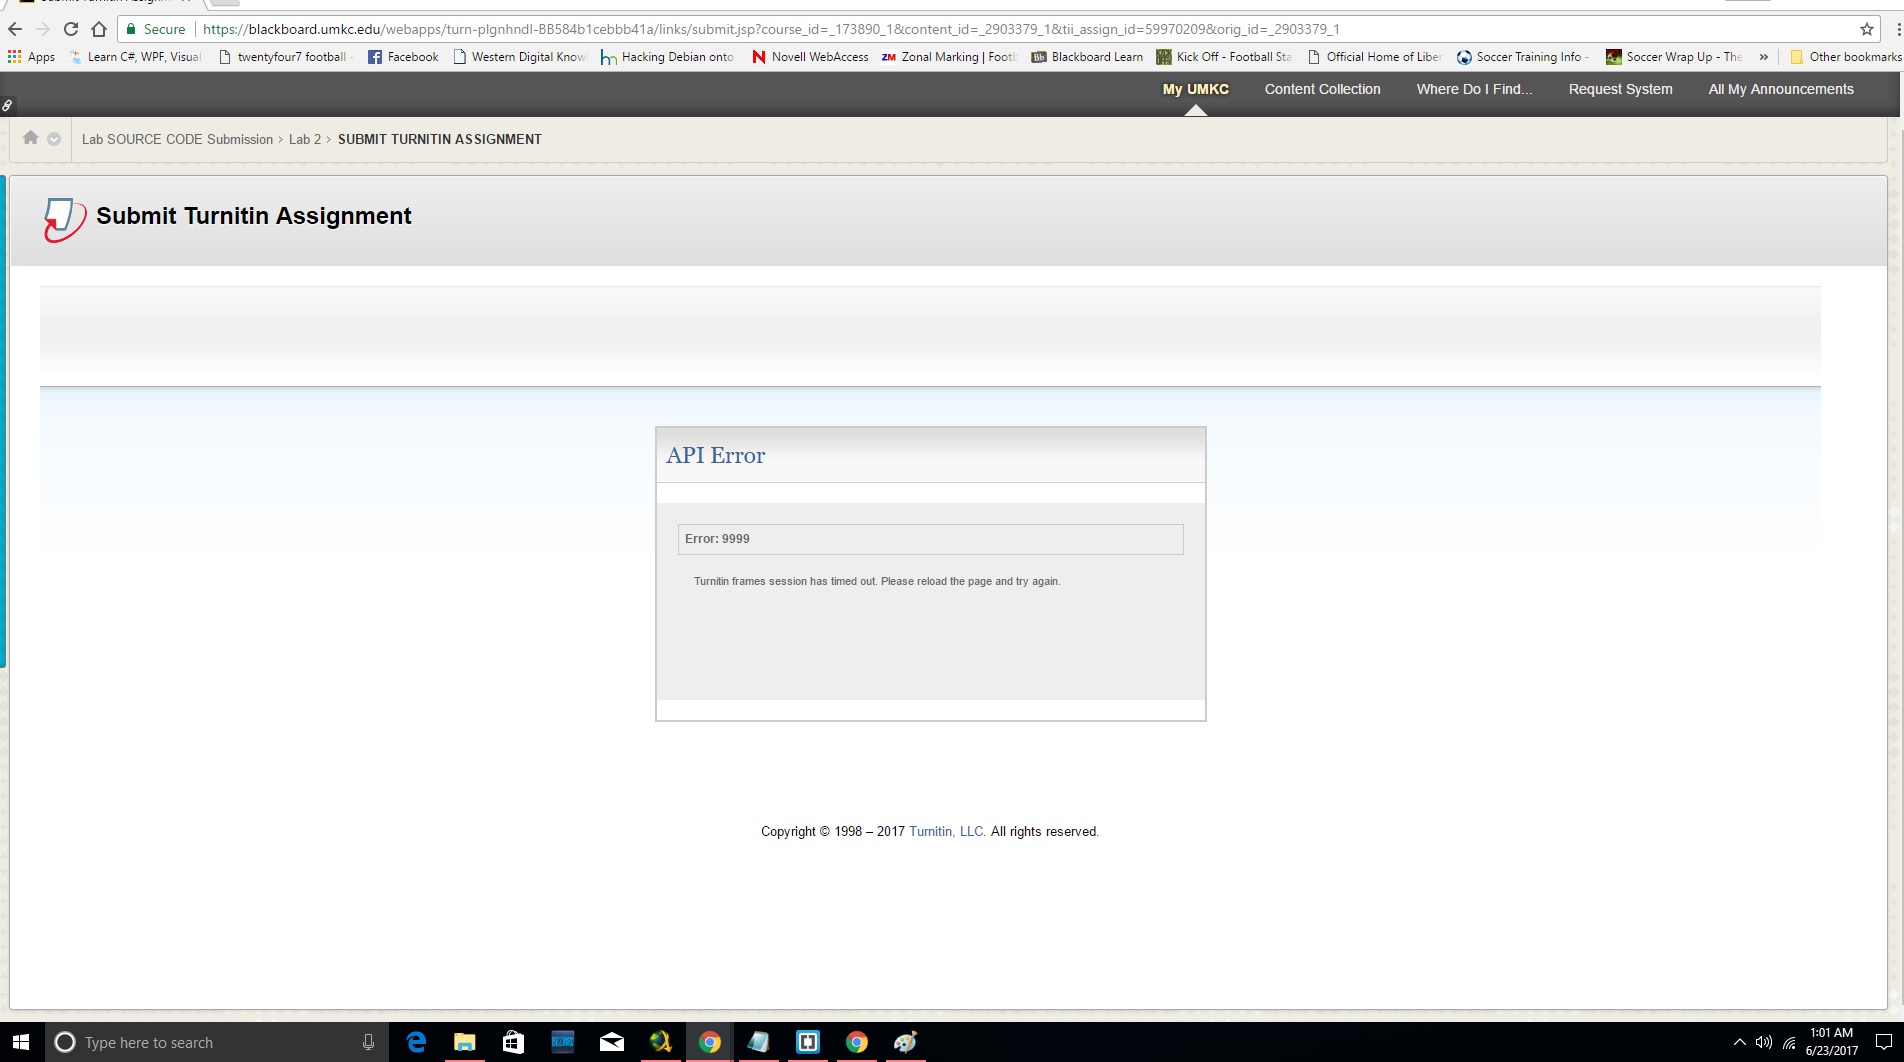 Secure https://blackboard.umkc.edu/webapps/turn-plgnhndl-BB584b1cebbb41a/links/submit.jsp?course_id=_173890_1&content_id=_2903379_1&tii_assign_id=59970209&orig_id=_2903379_1
Apps Learn C#, WPF, Visual twentyfour7 football Facebook Western Digital Know Hacking Debian onto Novell WebAccess ZM Zonal Marking | Footb Bb Blackboard Learn Kick Off - Football Sta Official Home of Liber Soccer Training Info - Soccer Wrap Up - The » Other bookmarks
My UMKC Content Collection Where Do I Find... Request System All My Announcements
Lab SOURCE CODE Submission > Lab 2 > SUBMIT TURNITIN ASSIGNMENT
Submit Turnitin Assignment
API Error
Error: 9999
Turnitin frames session has timed out. Please reload the page and try again.
Copyright © 1998 – 2017 Turnitin, LLC. All rights reserved.
Type here to search
1:01 AM
6/23/2017